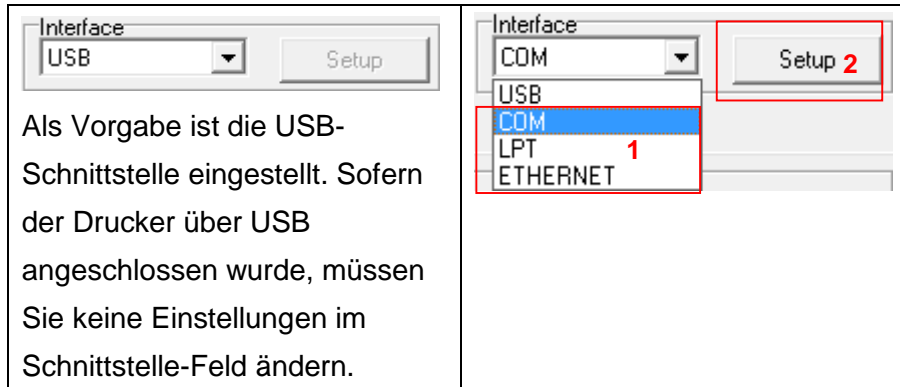 Interface
USB
Setup
Als Vorgabe ist die USB-
Schnittstelle eingestellt. Sofern
der Drucker über USB
angeschlossen wurde, müssen
Sie keine Einstellungen im
Schnittstelle-Feld ändern.
Interface
COM
Setup 2
USB
COM
LPT 1
ETHERNET